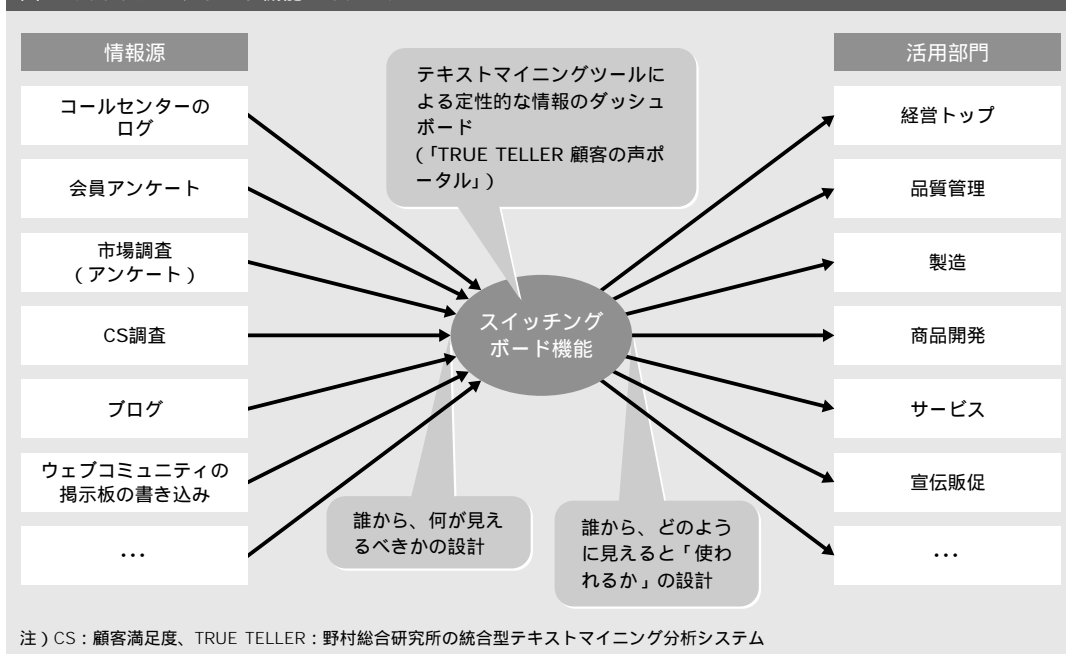 情報源
活用部門
コールセンターの
ログ
会員アンケート
市場調査
(アンケート)
CS調査
ブログ
ウェブコミュニティの
掲示板の書き込み
…
テキストマイニングツールに
よる定性的な情報のダッシュ
ボード
(「TRUE TELLER 顧客の声ポ
ータル」)
スイッチング
ボード機能
誰から、何が見え
るべきかの設計
誰から、どのよう
に見えると「使わ
れるか」の設計
経営トップ
品質管理
製造
商品開発
サービス
宣伝販促
…
注)CS:顧客満足度、TRUE TELLER:野村総合研究所の統合型テキストマイニング分析システム